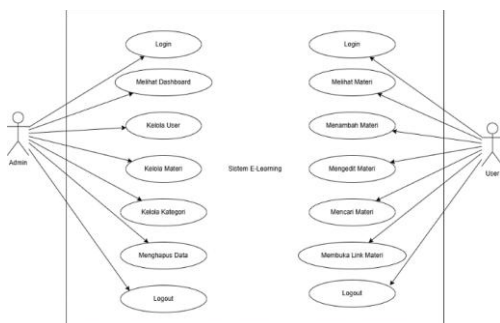 Login
Melihat Dashboard
Kelola User
Kelola Materi
Kelola Kategori
Menghapus Data
Logout
Admin
Sistem E-Learning
Login
Melihat Materi
Menambah Materi
Mengedit Materi
Mencari Materi
Membuka Link Materi
Logout
User